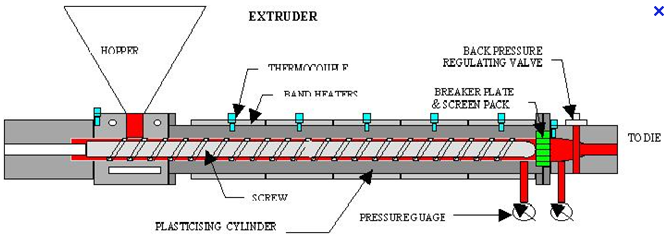 EXTRUDER
HOPPER
THERMOCOUPLE
BAND HEATERS
BACK PRESSURE
REGULATING VALVE
BREAKER PLATE
& SCREEN PACK
TO DIE
SCREW
PLASTICISING CYLINDER
PRESSURE GUAGE